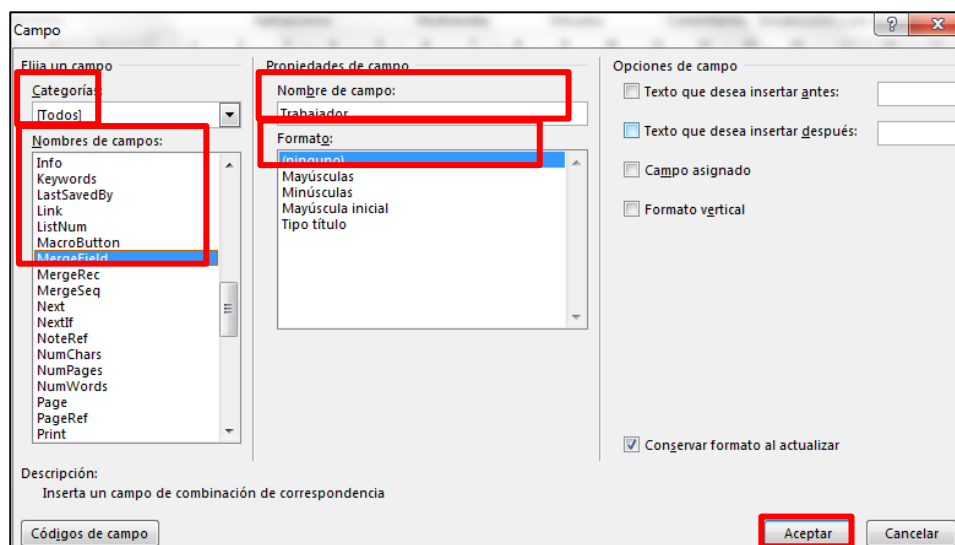 Campo
Elija un campo
Categorías:
[Todos]
Nombres de campos:
Info
Keywords
LastSavedBy
Link
ListNum
MacroButton
MergeField
MergeRec
MergeSeq
Next
NextIf
NoteRef
NumChars
NumPages
NumWords
Page
PageRef
Print
Propiedades de campo
Nombre de campo:
Trabajador
Formato:
(ninguno)
Mayúsculas
Minúsculas
Mayúscula inicial
Tipo título
Opciones de campo
Texto que desea insertar antes:
Texto que desea insertar después:
Campo asignado
Formato vertical
Conservar formato al actualizar
Descripción:
Inserta un campo de combinación de correspondencia
Códigos de campo
Aceptar
Cancelar